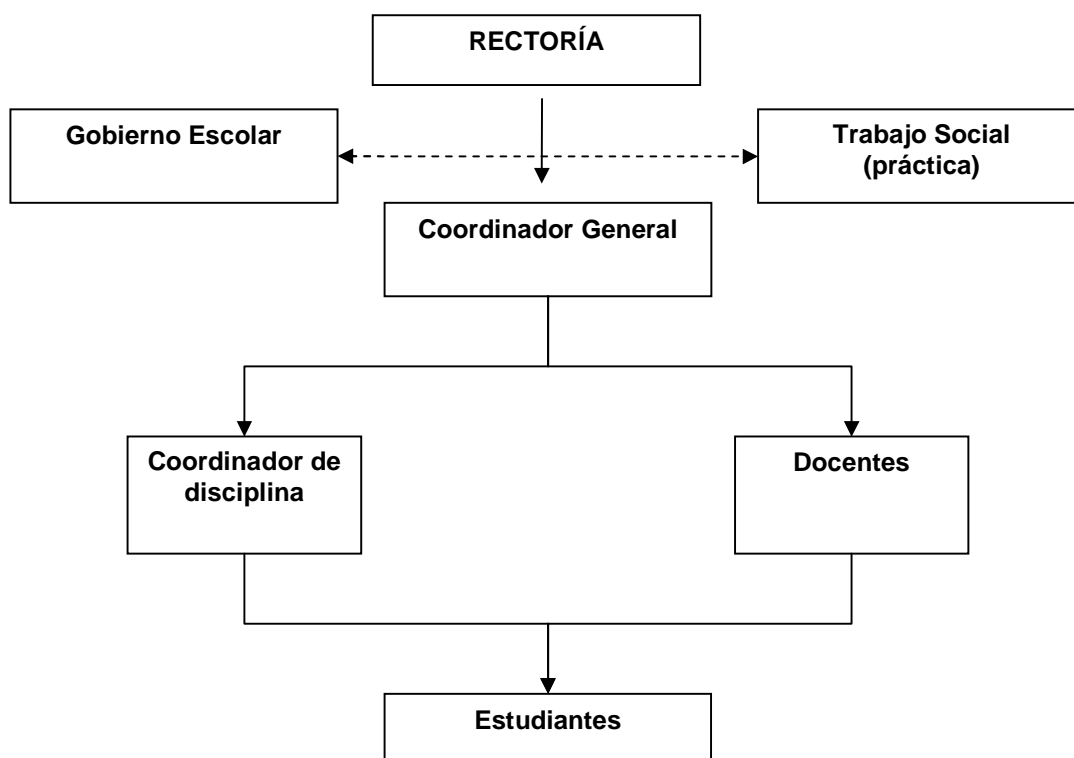 RECTORÍA
Gobierno Escolar
Trabajo Social
(práctica)
Coordinador General
Coordinador de
disciplina
Docentes
Estudiantes